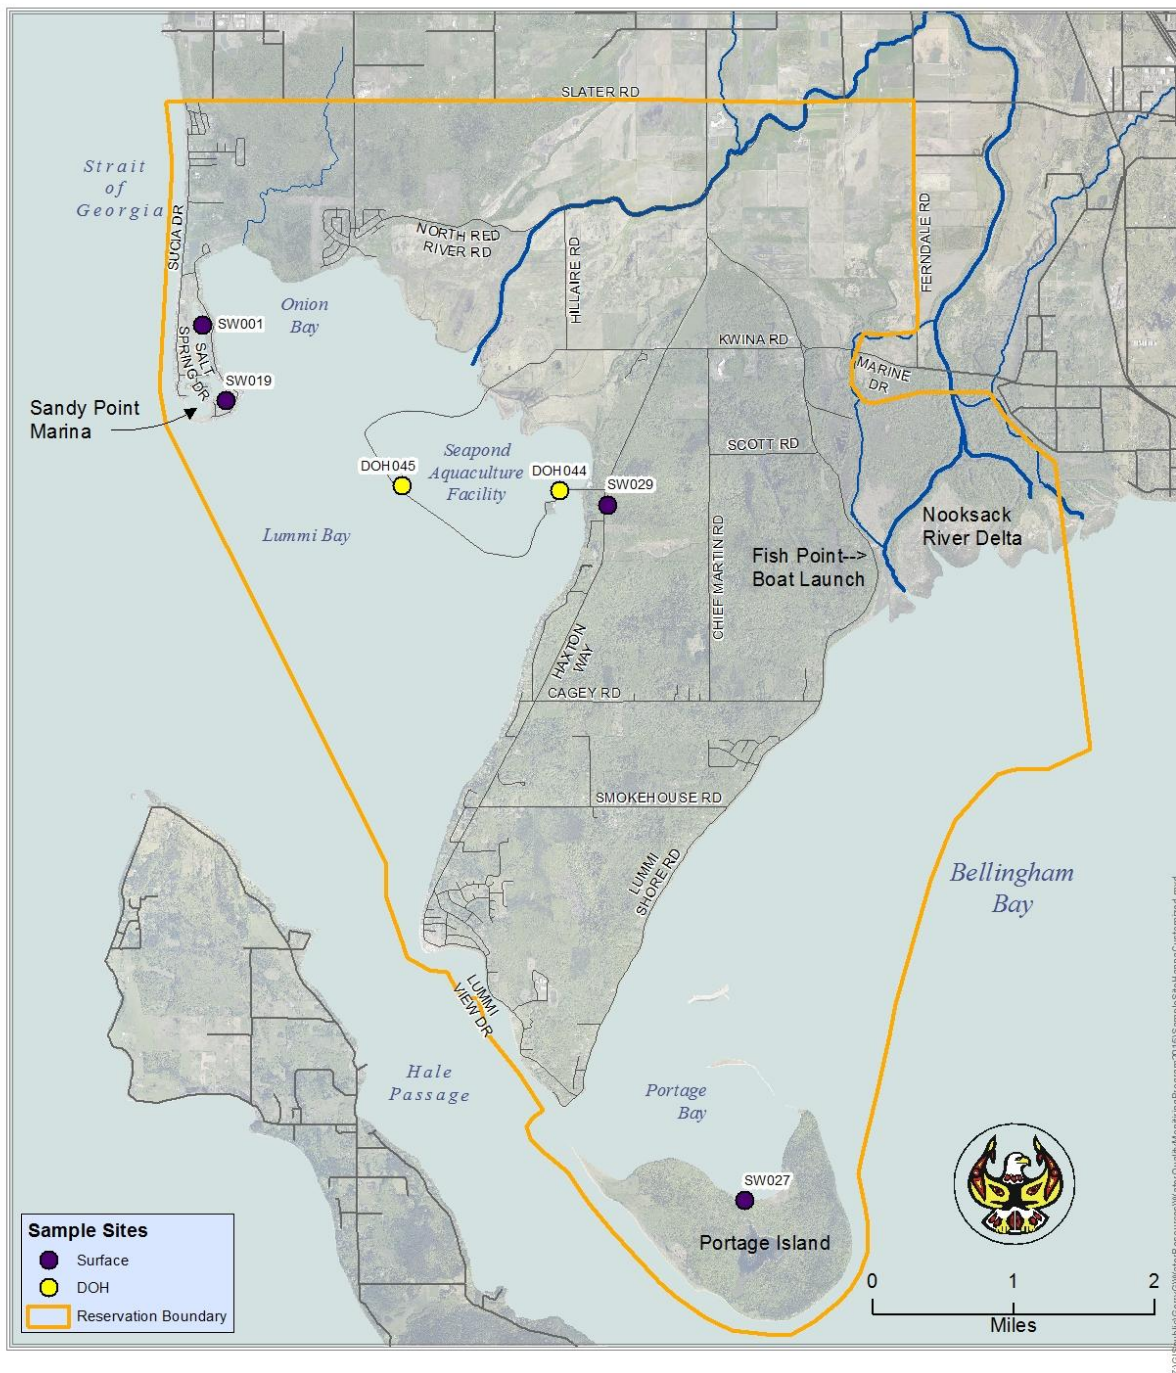 SLATER RD
Strait
of
Georgia
SUCIA DR
NORTH RED
RIVER RD
HILLAIRE RD
FERNDALE RD
Onion
Bay
SW001
SALT
SPRING DR
SW019
KWINA RD
MARINE
DR
Sandy Point
Marina
SCOTT RD
Seapond
Aquaculture
Facility
DOH045
DOH044
SW029
Lummi Bay
Nooksack
River Delta
Fish Point-->
Boat Launch
CHIEF MARTIN RD
HAXTON
WAY
CAGEY RD
SMOKEHOUSE RD
LUMMI
SHORE RD
Bellingham
Bay
LUMMI
VIEW DR
Hale
Passage
Portage
Bay
SW027
Portage Island
Sample Sites
Surface
DOH
Reservation Boundary
0 1 2
Miles